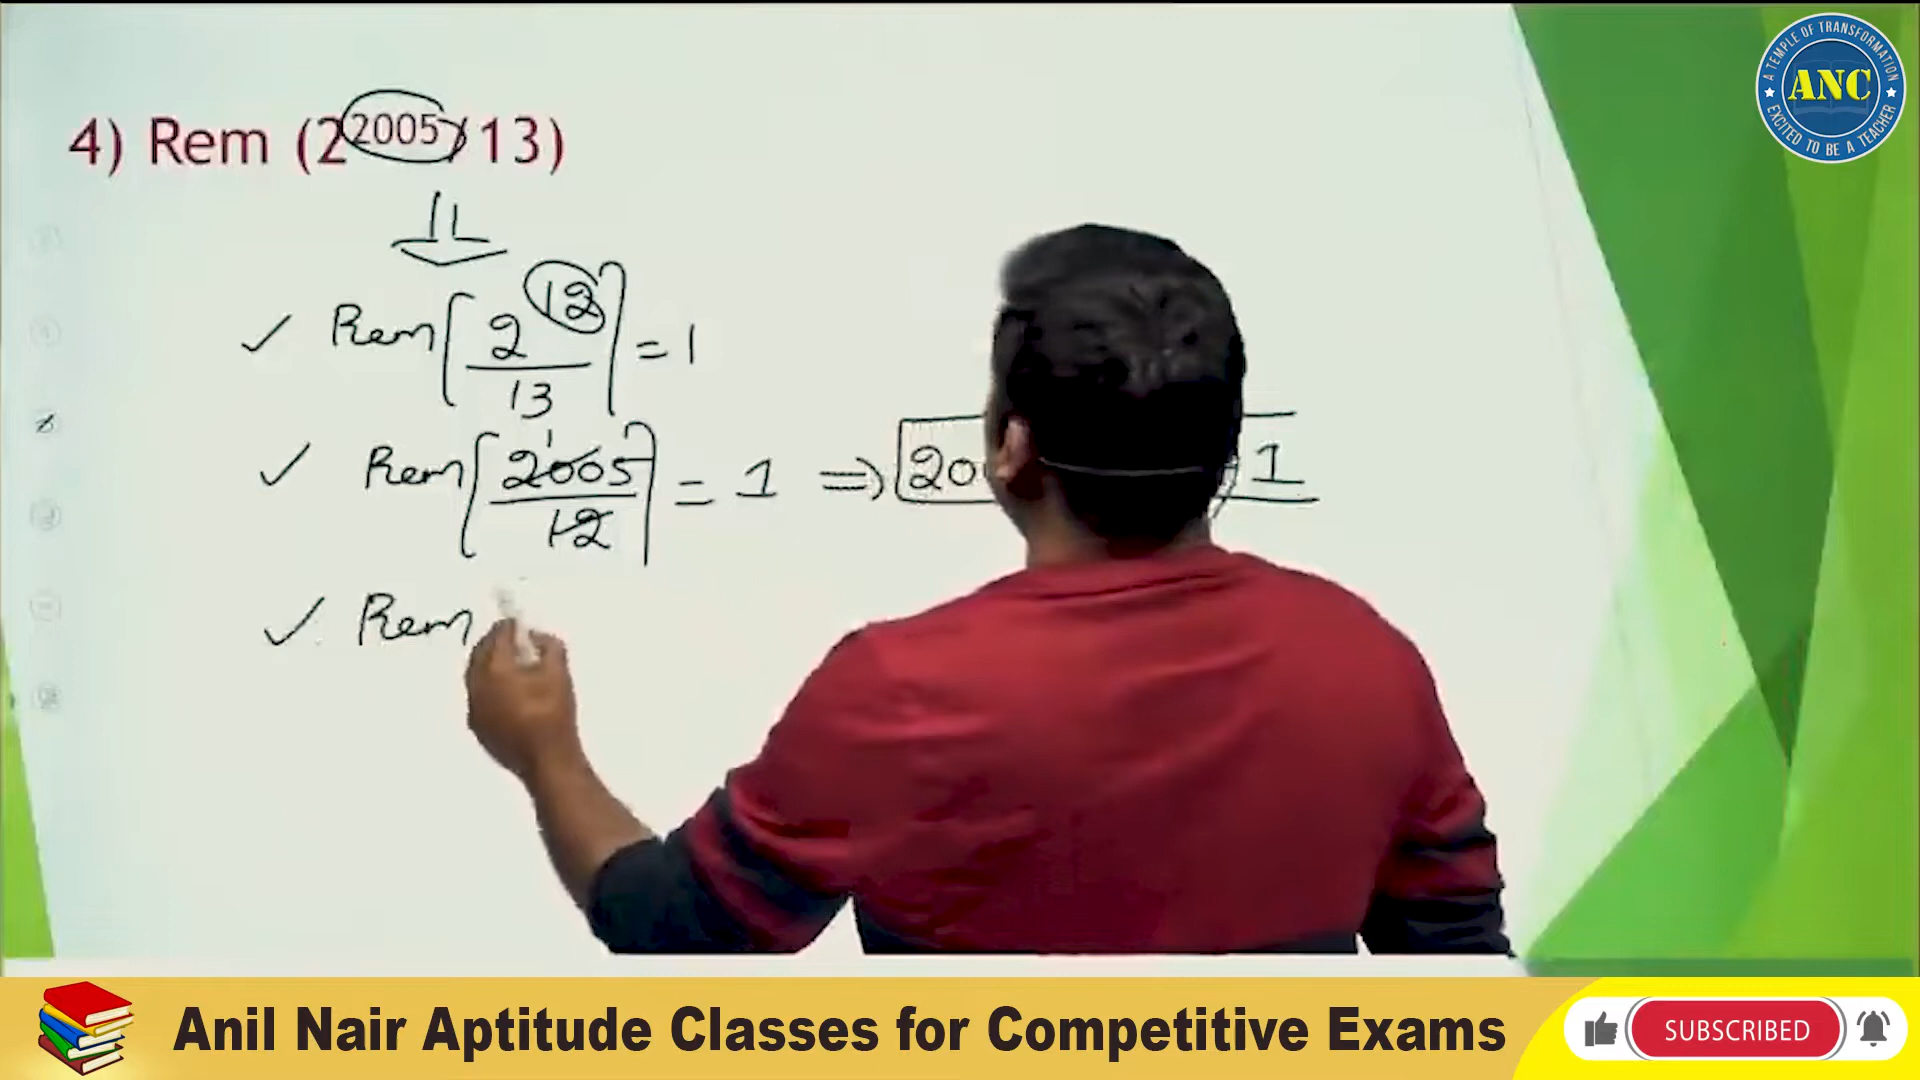 A TEMPLE OF TRANSFORMATION
ANC
EXCITED TO BE A TEACHER
4) Rem (2^2005/13)
Rem [2^12/13] = 1
Rem [2005/12] = 1 ⇒ 20 1
Rem
Anil Nair Aptitude Classes for Competitive Exams
SUBSCRIBED